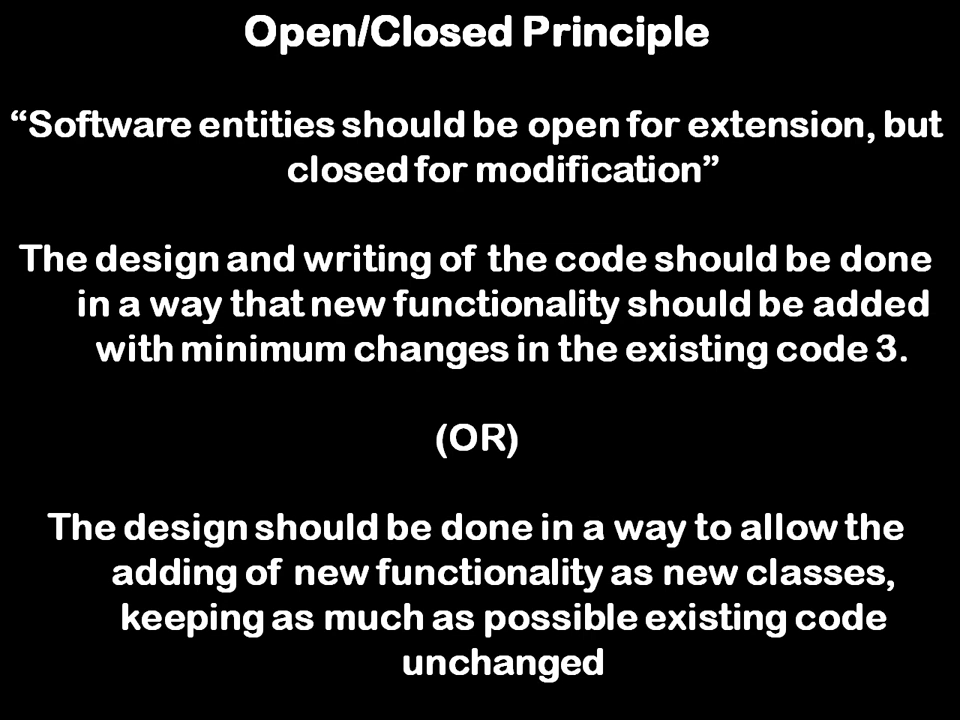 Open/Closed Principle
“Software entities should be open for extension, but
closed for modification”
The design and writing of the code should be done
in a way that new functionality should be added
with minimum changes in the existing code 3.
(OR)
The design should be done in a way to allow the
adding of new functionality as new classes,
keeping as much as possible existing code
unchanged